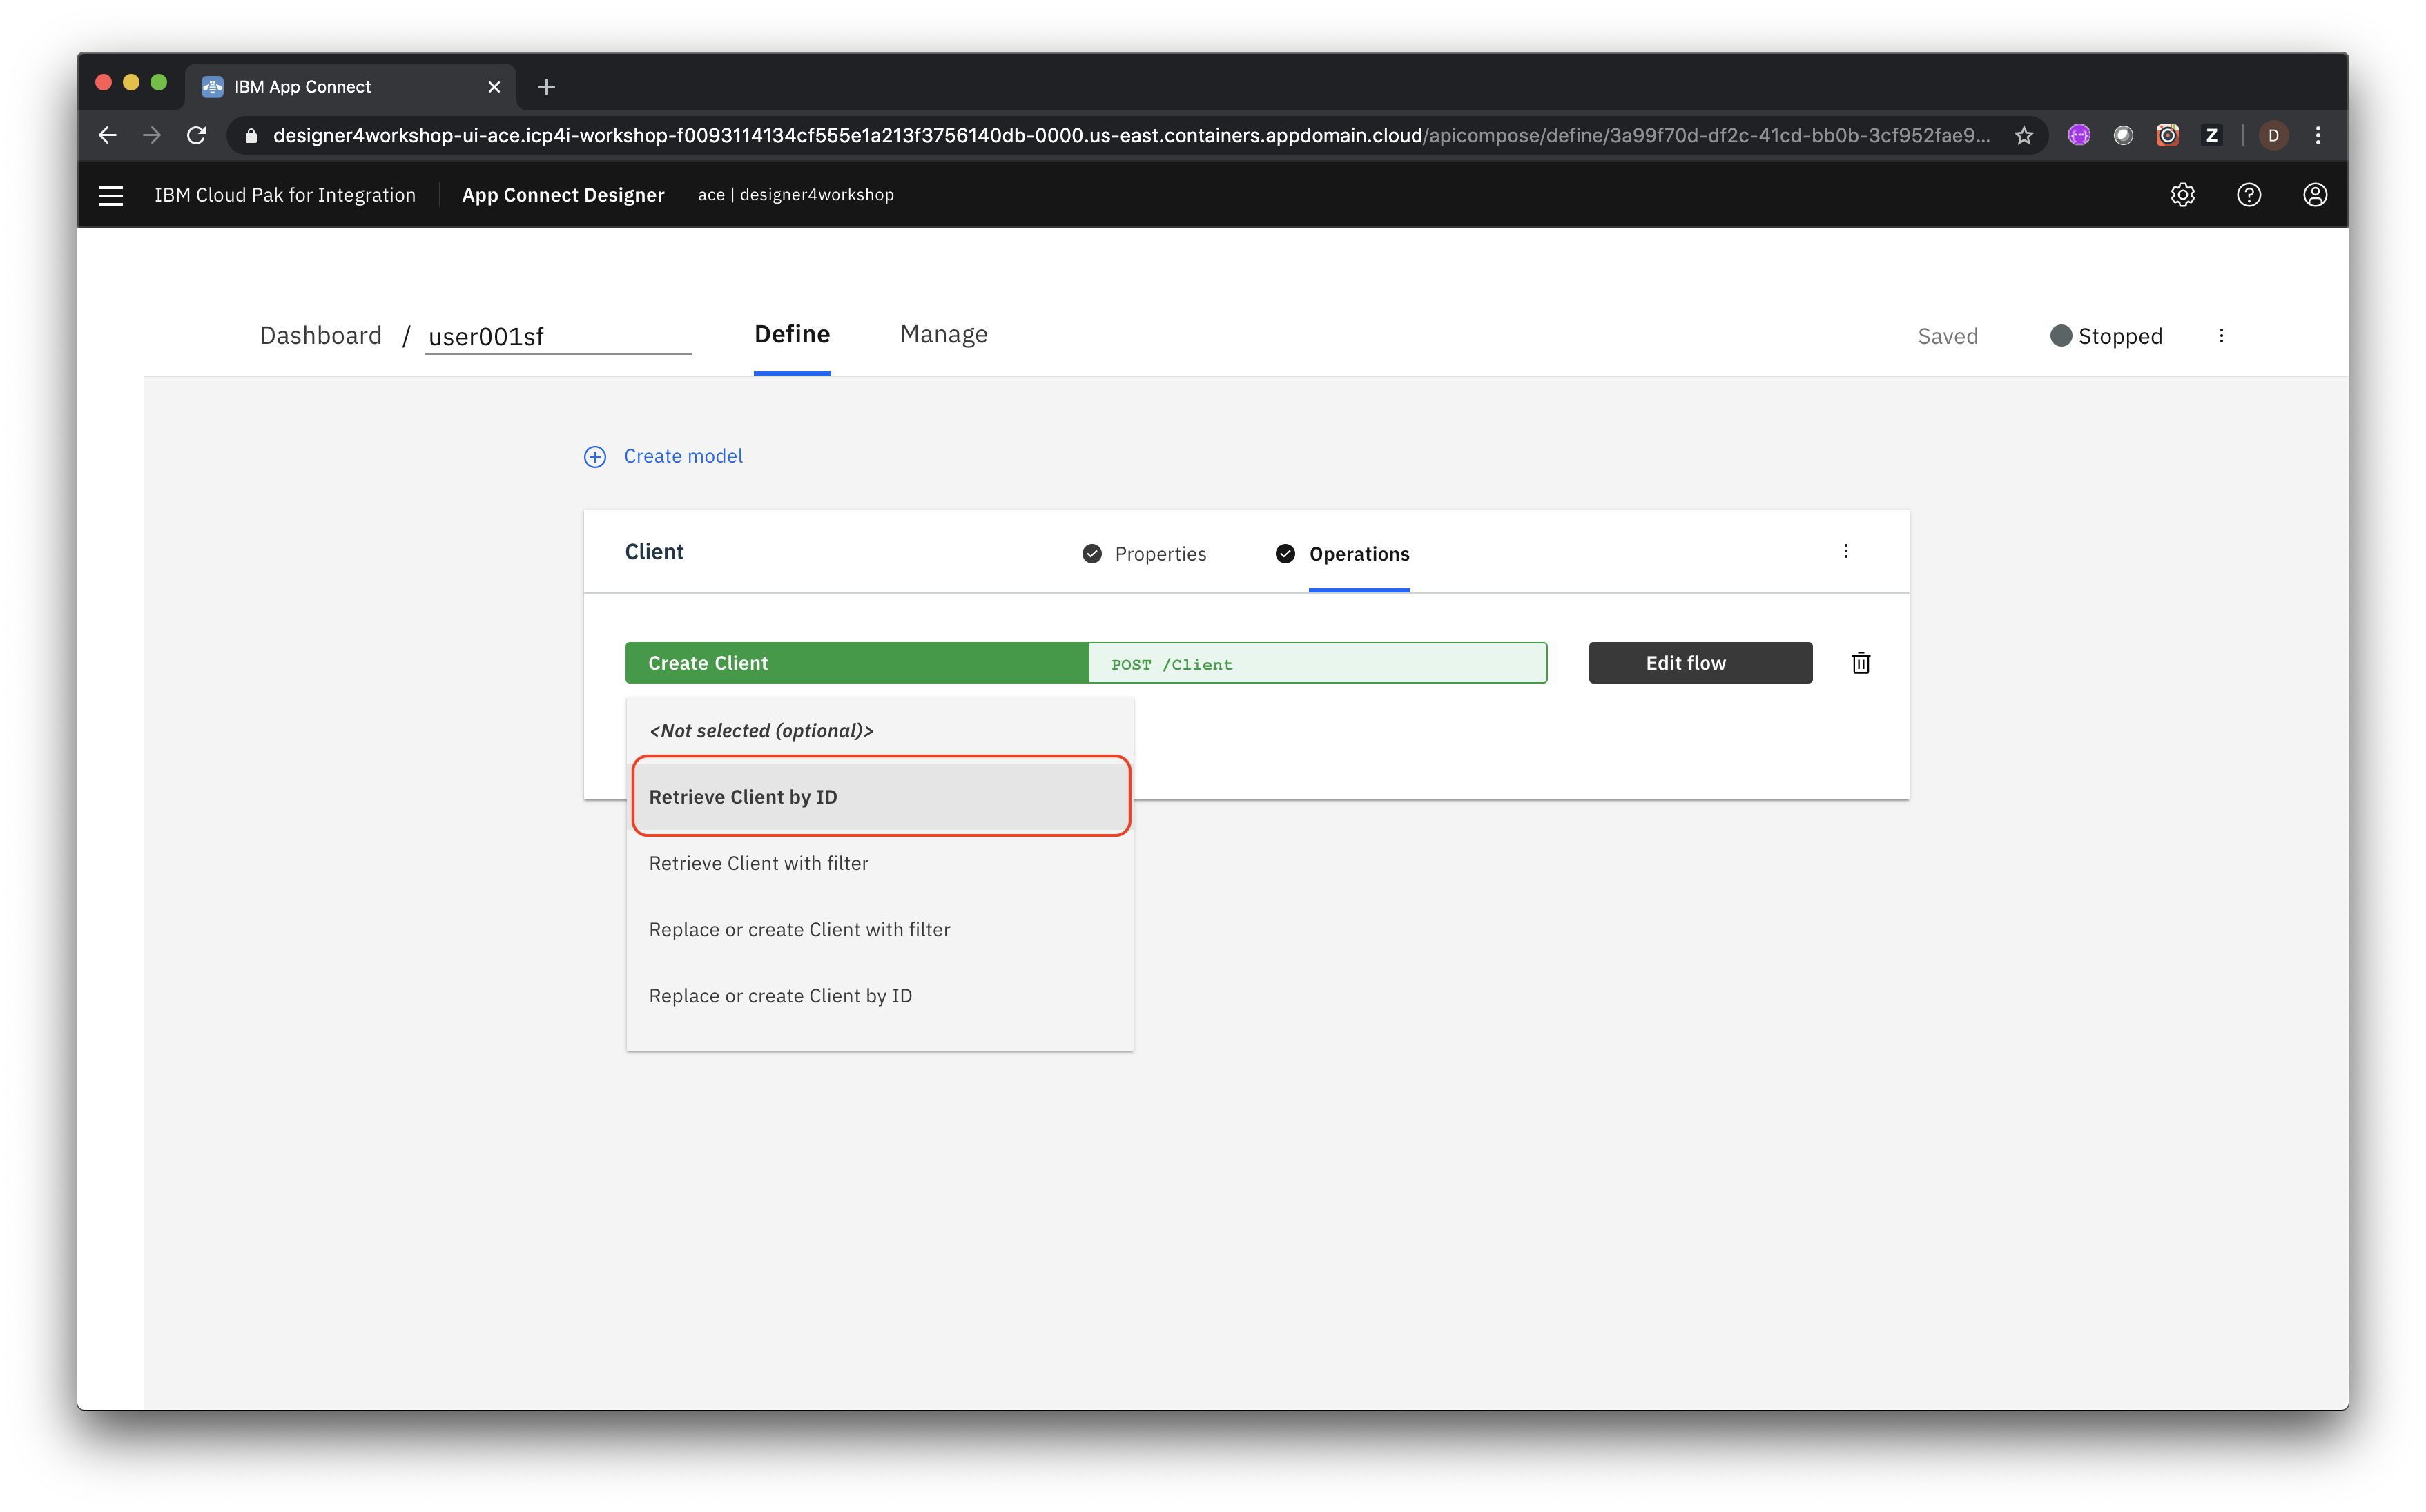 IBM App Connect
designer4workshop-ui-ace.icp4i-workshop-f0093114134cf555e1a213f3756140db-0000.us-east.containers.appdomain.cloud/apicompose/define/3a99f70d-df2c-41cd-bb0b-3cf952fae9...
Z
D
IBM Cloud Pak for Integration
App Connect Designer
ace | designer4workshop
Dashboard / user001sf
Define
Manage
Saved
Stopped
Create model
Client
Properties
Operations
Create Client
POST /Client
Edit flow
<Not selected (optional)>
Retrieve Client by ID
Retrieve Client with filter
Replace or create Client with filter
Replace or create Client by ID